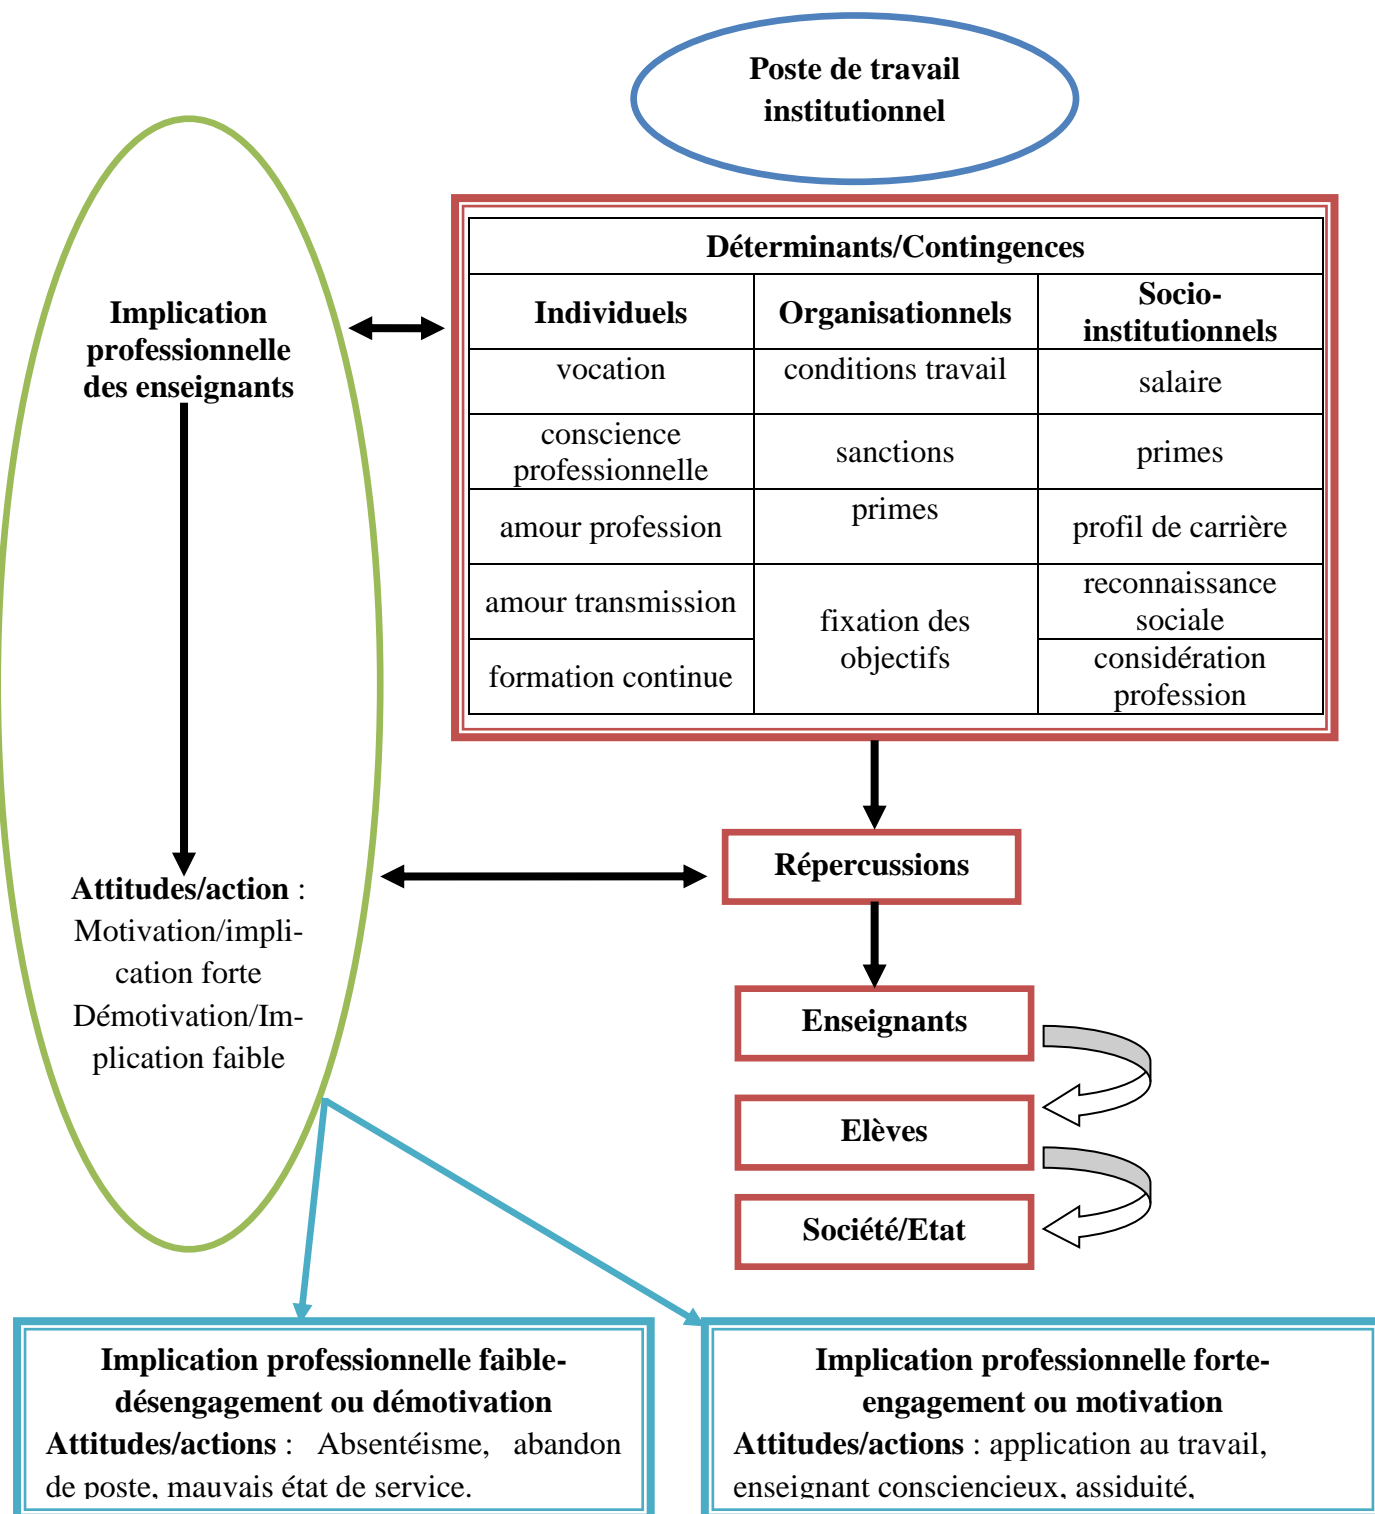 Poste de travail
institutionnel
Implication
professionnelle
des enseignants
Attitudes/action :
Motivation/impli-
cation forte
Démotivation/Im-
plication faible
Déterminants/Contingences
Individuels
Organisationnels
Socio-
institutionnels
vocation
conditions travail
salaire
conscience
professionnelle
sanctions
primes
amour profession
primes
profil de carrière
amour transmission
fixation des
objectifs
reconnaissance
sociale
formation continue
considération
profession
Répercussions
Enseignants
Elèves
Société/Etat
Implication professionnelle faible-
désengagement ou démotivation
Attitudes/actions : Absentéisme, abandon
de poste, mauvais état de service.
Implication professionnelle forte-
engagement ou motivation
Attitudes/actions : application au travail,
enseignant consciencieux, assiduité,